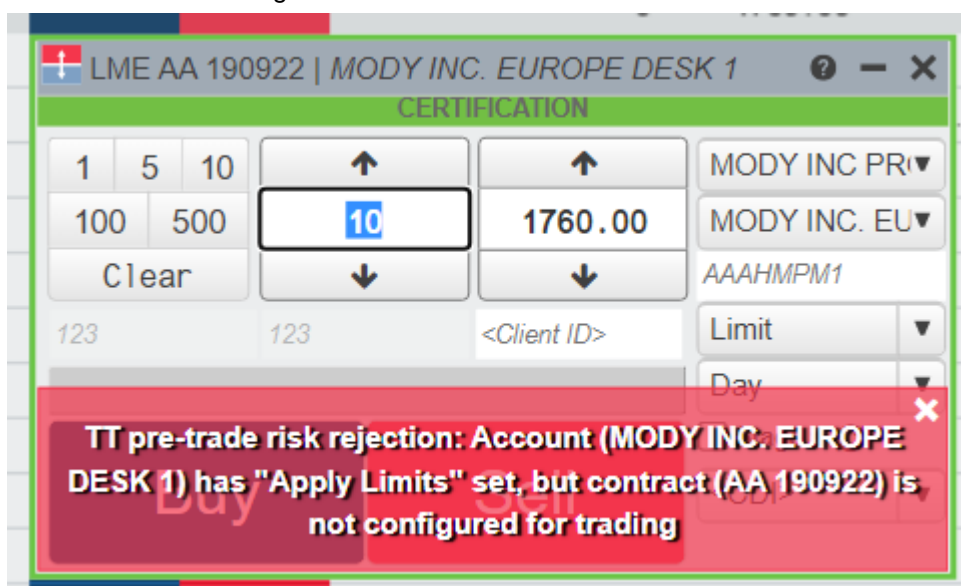 LME AA 190922 | MODY INC. EUROPE DESK 1
CERTIFICATION
1 5 10
10
1760.00
MODY INC PR
100 500
MODY INC. EU
Clear
AAAHMPM1
123
123
<Client ID>
Limit
Day
TT pre-trade risk rejection: Account (MODY INC. EUROPE
DESK 1) has "Apply Limits" set, but contract (AA 190922) is
not configured for trading
Buy
Sell